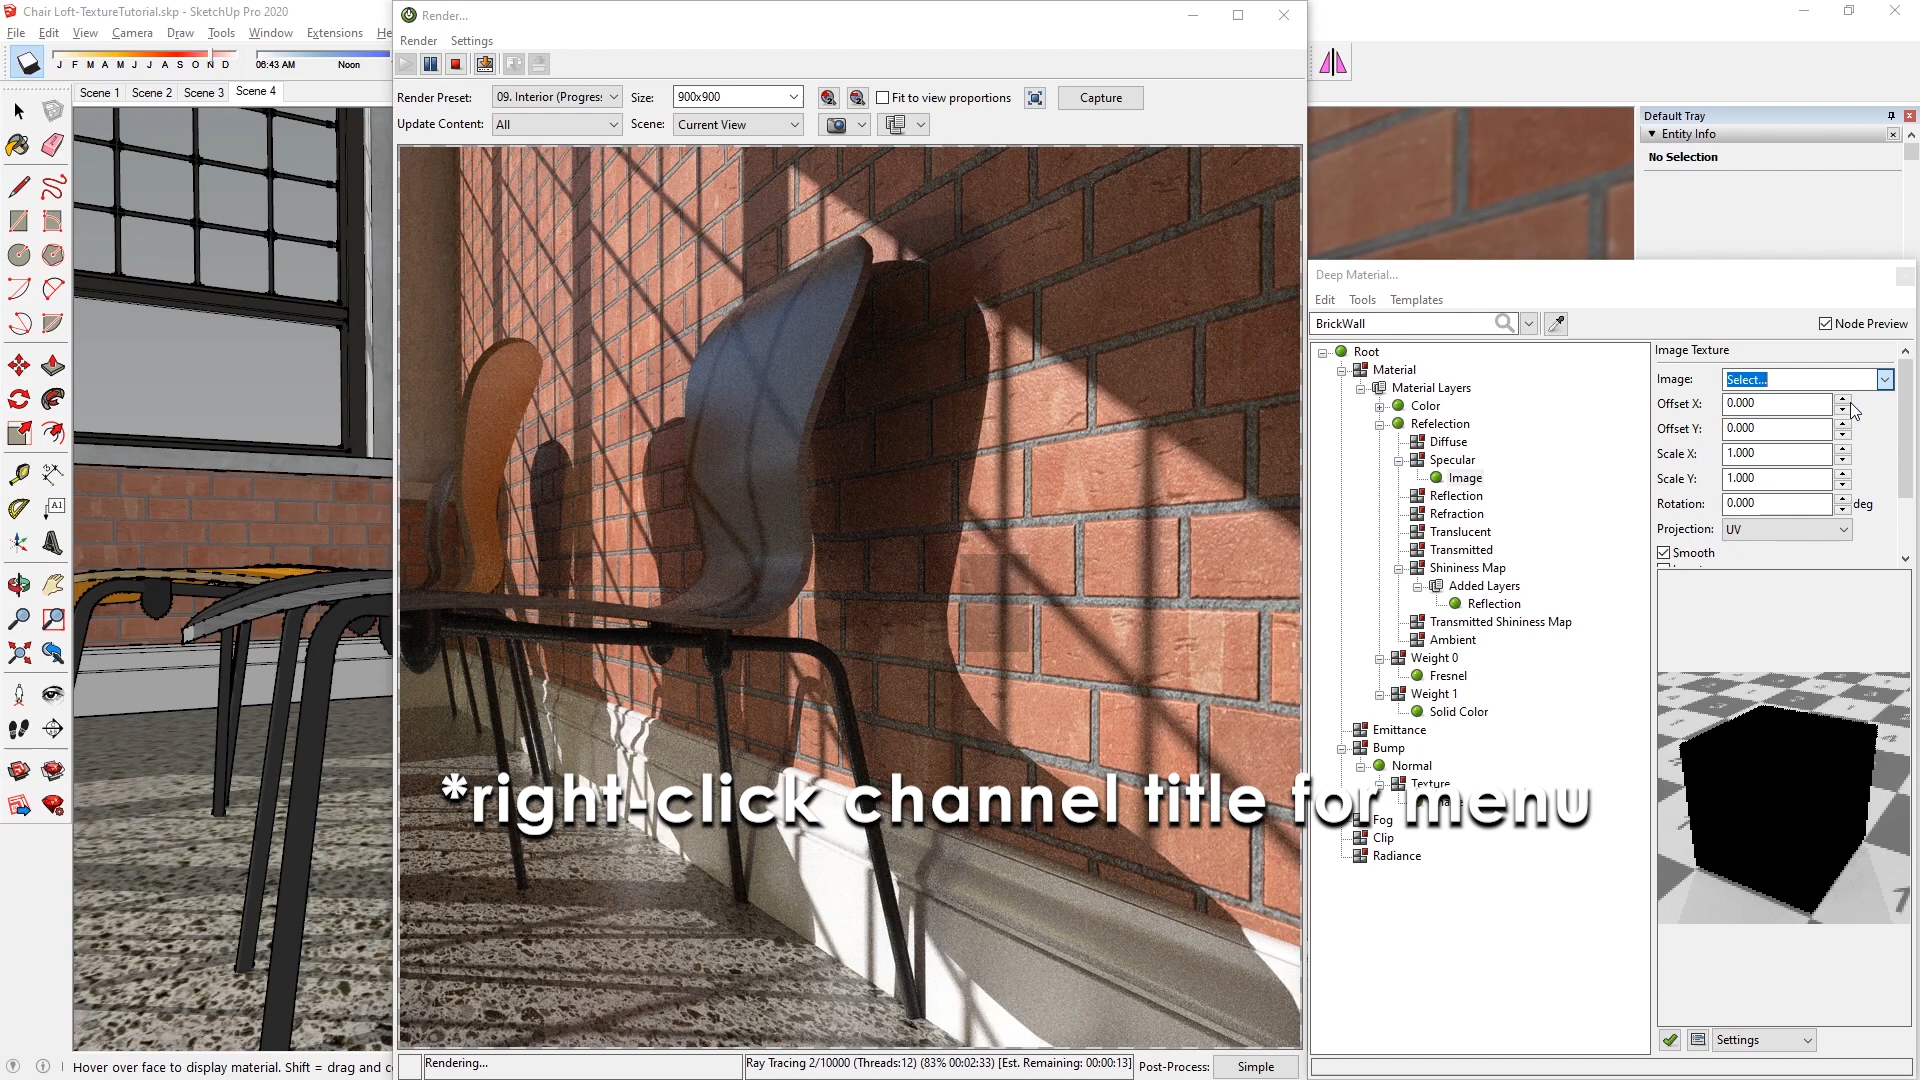 Chair Loft-TextureTutorial.skp - SketchUp Pro 2020
File Edit View Camera Draw Tools Window Extensions He
J F M A M J J A S O N D
06:43 AM Noon
Scene 1 Scene 2 Scene 3 Scene 4
A1
Hover over face to display material. Shift = drag and c
Render...
Render Settings
Render Preset: 09. Interior (Progres: Size: 900x900 Fit to view proportions Capture
Update Content: All Scene: Current View
Rendering...
Ray Tracing 2/10000 (Threads:12) (83% 00:02:33) [Est. Remaining: 00:00:13]
Post-Process: Simple
*right-click channel title for menu
Default Tray
Entity Info
No Selection
Deep Material...
Edit Tools Templates
BrickWall
Node Preview
Root
Material
Material Layers
Color
Refelection
Diffuse
Specular
Image
Reflection
Refraction
Translucent
Transmitted
Shininess Map
Added Layers
Reflection
Transmitted Shininess Map
Ambient
Weight 0
Fresnel
Weight 1
Solid Color
Emittance
Bump
Normal
Texture
Fog
Clip
Radiance
Image Texture
Image: Select...
Offset X: 0.000
Offset Y: 0.000
Scale X: 1.000
Scale Y: 1.000
Rotation: 0.000 deg
Projection: UV
Smooth
Settings